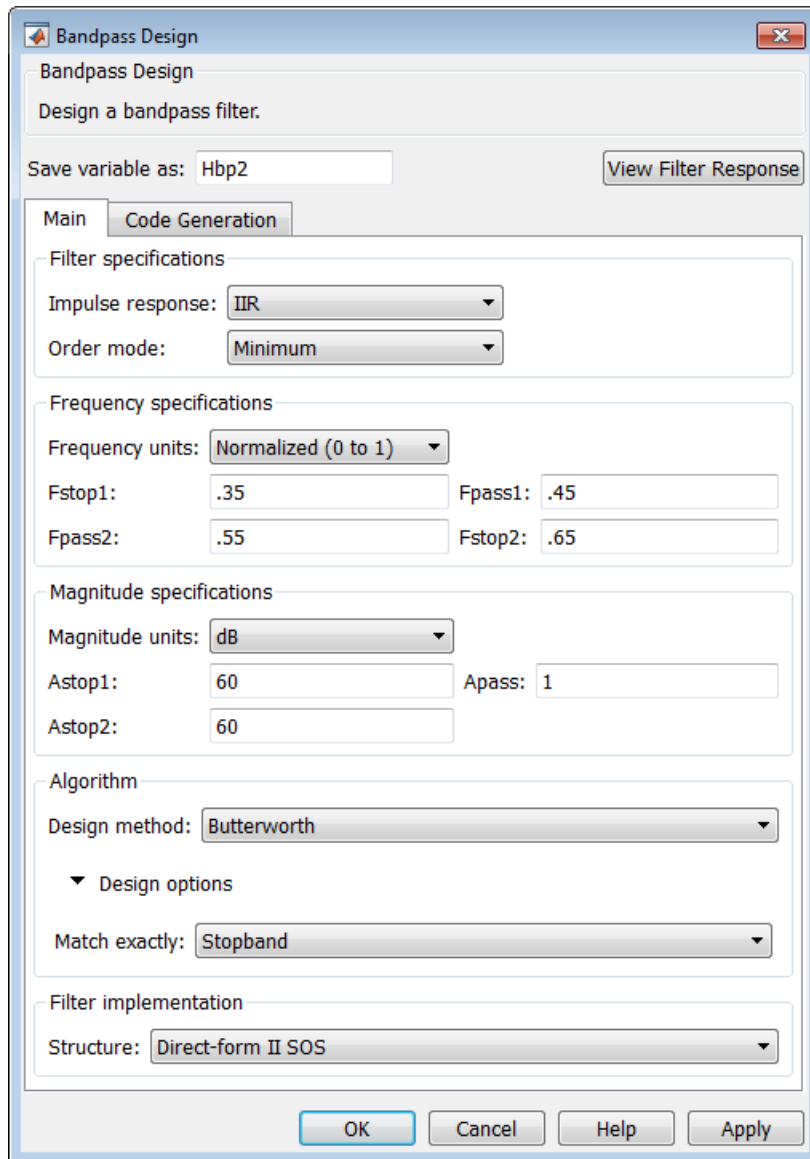 Bandpass Design
Bandpass Design
Design a bandpass filter.
Save variable as: Hbp2 View Filter Response
Main Code Generation
Filter specifications
Impulse response: IIR
Order mode: Minimum
Frequency specifications
Frequency units: Normalized (0 to 1)
Fstop1: .35 Fpass1: .45
Fpass2: .55 Fstop2: .65
Magnitude specifications
Magnitude units: dB
Astop1: 60 Apass: 1
Astop2: 60
Algorithm
Design method: Butterworth
Design options
Match exactly: Stopband
Filter implementation
Structure: Direct-form II SOS
OK Cancel Help Apply